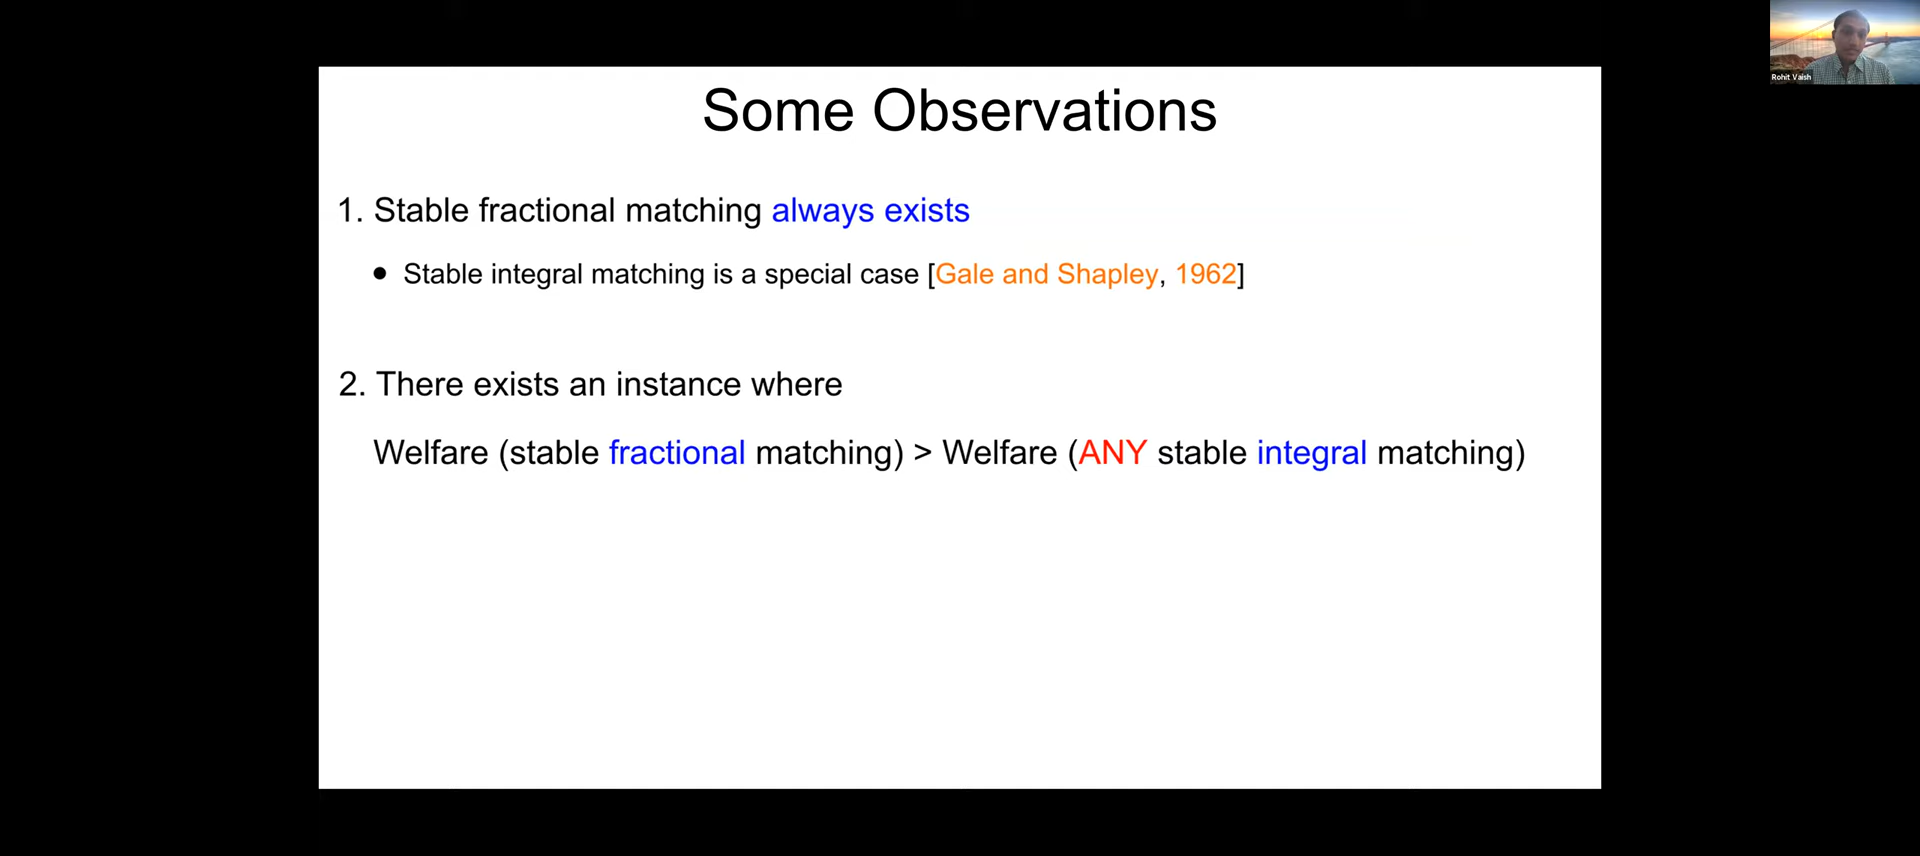 Some Observations
1. Stable fractional matching always exists
● Stable integral matching is a special case [Gale and Shapley, 1962]
2. There exists an instance where
Welfare (stable fractional matching) > Welfare (ANY stable integral matching)
Rohit Vaish